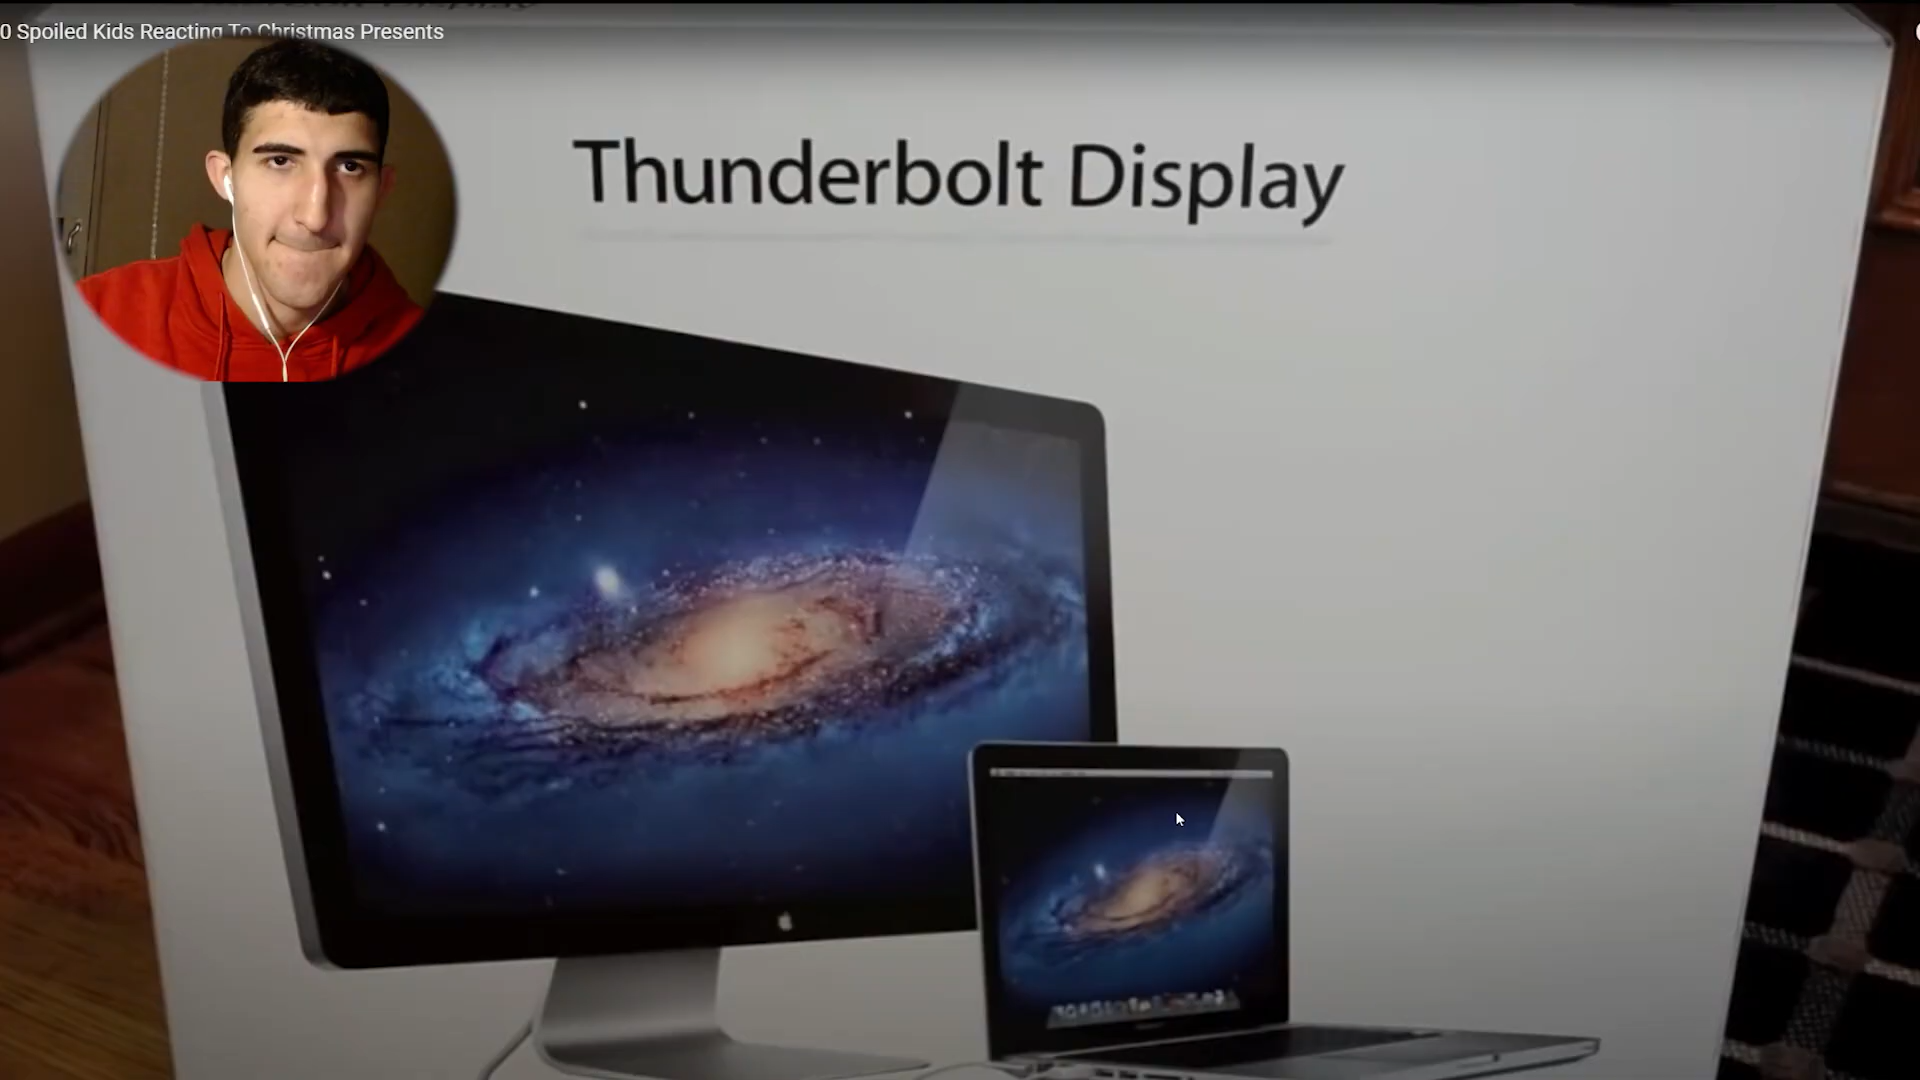 0 Spoiled Kids Reacting To Christmas Presents
Thunderbolt Display